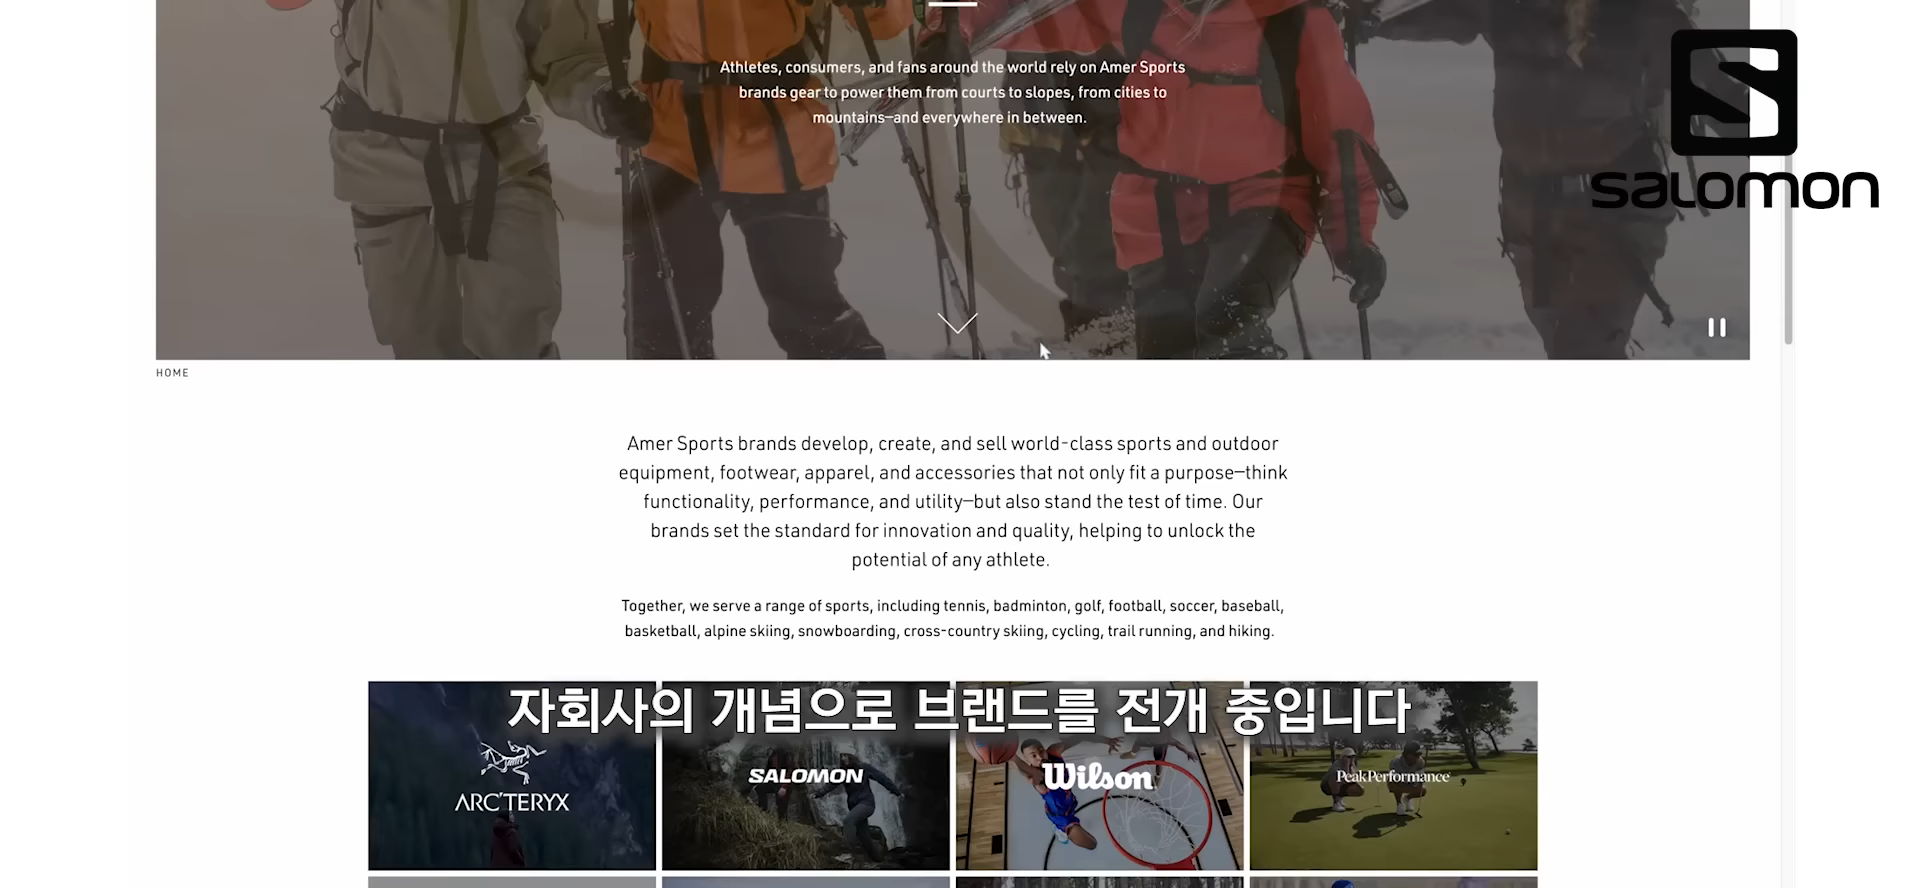 Athletes, consumers, and fans around the world rely on Amer Sports
brands gear to power them from courts to slopes, from cities to
mountains—and everywhere in between.
salomon
HOME
Amer Sports brands develop, create, and sell world-class sports and outdoor
equipment, footwear, apparel, and accessories that not only fit a purpose—think
functionality, performance, and utility—but also stand the test of time. Our
brands set the standard for innovation and quality, helping to unlock the
potential of any athlete.
Together, we serve a range of sports, including tennis, badminton, golf, football, soccer, baseball,
basketball, alpine skiing, snowboarding, cross-country skiing, cycling, trail running, and hiking.
자회사의 개념으로 브랜드를 전개 중입니다
ARC'TERYX
SALOMON
Wilson
PeakPerformance